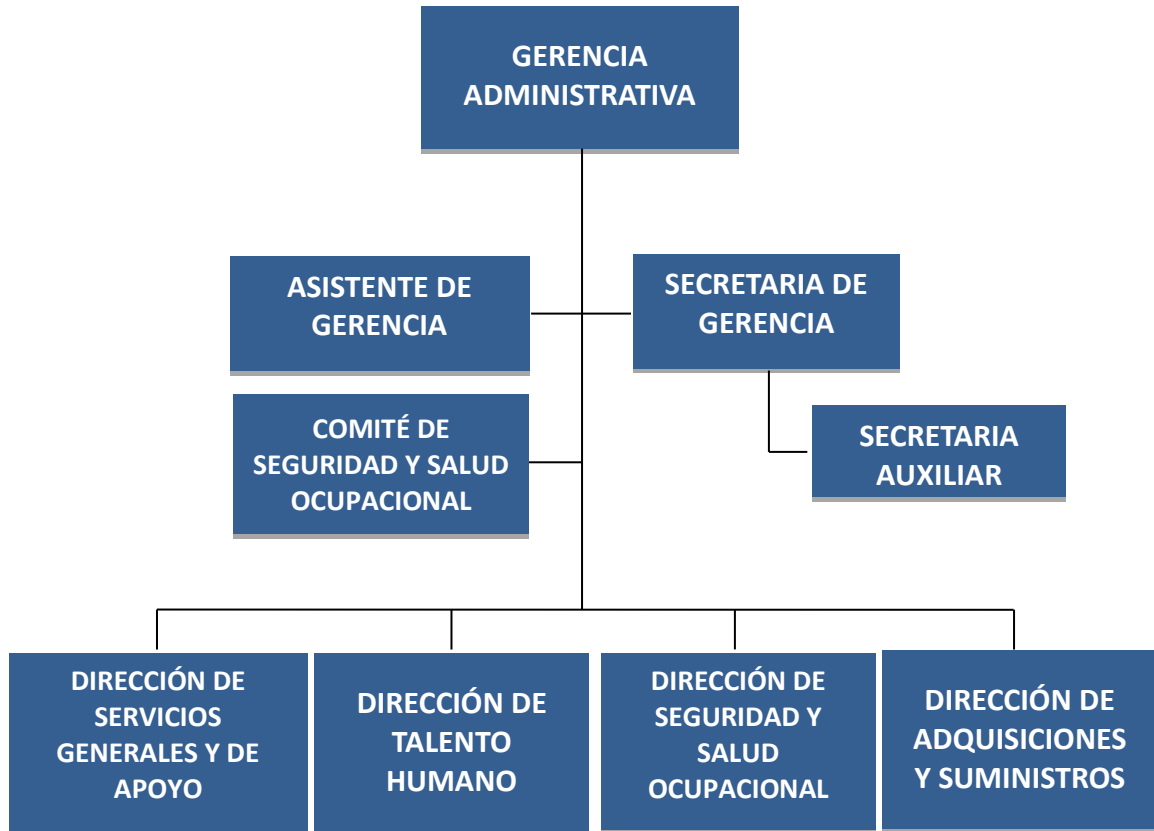 GERENCIA
ADMINISTRATIVA
ASISTENTE DE
GERENCIA
SECRETARIA DE
GERENCIA
COMITÉ DE
SEGURIDAD Y SALUD
OCUPACIONAL
SECRETARIA
AUXILIAR
DIRECCIÓN DE
SERVICIOS
GENERALES Y DE
APOYO
DIRECCIÓN DE
TALENTO
HUMANO
DIRECCIÓN DE
SEGURIDAD Y
SALUD
OCUPACIONAL
DIRECCIÓN DE
ADQUISICIONES
Y SUMINISTROS